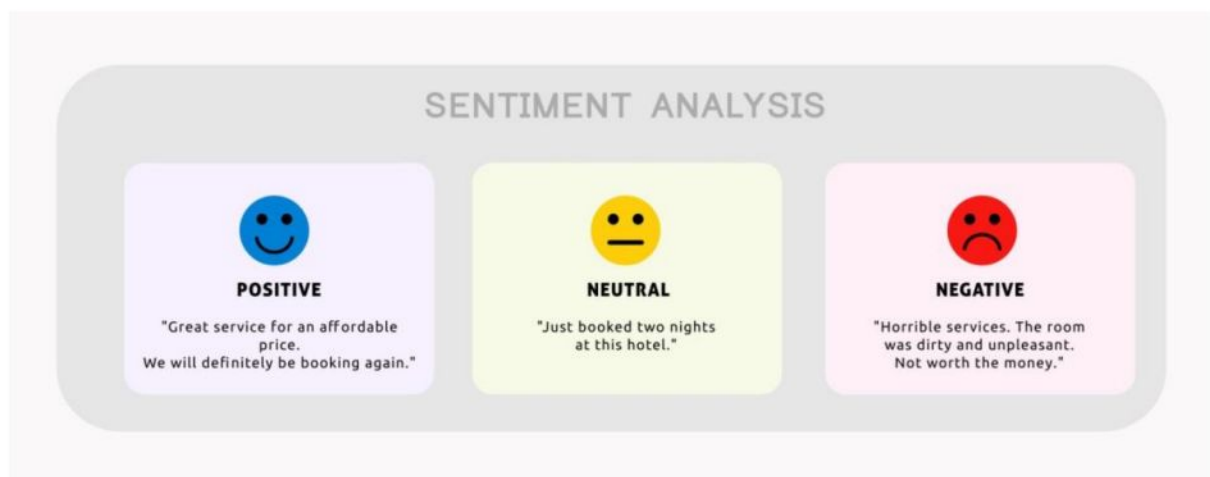 SENTIMENT ANALYSIS
POSITIVE
"Great service for an affordable
price.
We will definitely be booking again."
NEUTRAL
"Just booked two nights
at this hotel."
NEGATIVE
"Horrible services. The room
was dirty and unpleasant.
Not worth the money."